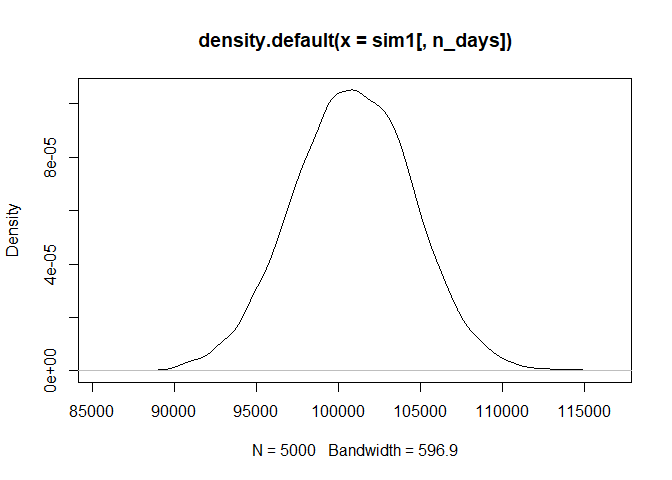 density.default(x = sim1[, n_days])
Density
8e-05
4e-05
0e+00
85000 90000 95000 100000 105000 110000 115000
N = 5000 Bandwidth = 596.9